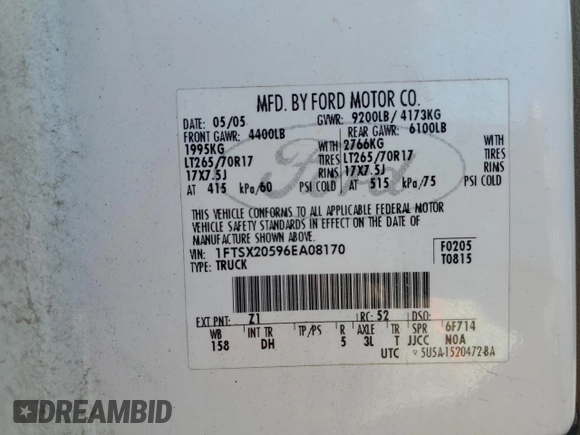 MFD. BY FORD MOTOR CO.
DATE: 05/05 GVWR: 9200LB/ 4173KG
FRONT GAWR: 4400LB REAR GAWR: 6100LB
1995KG WITH 2766KG WITH
LT265/70R17 TIRES LT265/70R17 TIRES
17X7.5J RIMS 17X7.5J RIMS
AT 415 kPa/60 PSI COLD AT 515 kPa/75 PSI COLD
Ford
THIS VEHICLE CONFORMS TO ALL APPLICABLE FEDERAL MOTOR
VEHICLE SAFETY STANDARDS IN EFFECT ON THE DATE OF
MANUFACTURE SHOWN ABOVE.
VIN: 1FTSX20596EA08170 F0205
TYPE: TRUCK T0815
EXT PNT: Z1 RC: 52 DSO:
WB INT TR TP/PS R AXLE TR SPR 6F714
158 DH 5 3L T JJCC NOA
UTC 5U5A-1520472-BA
DREAMBID